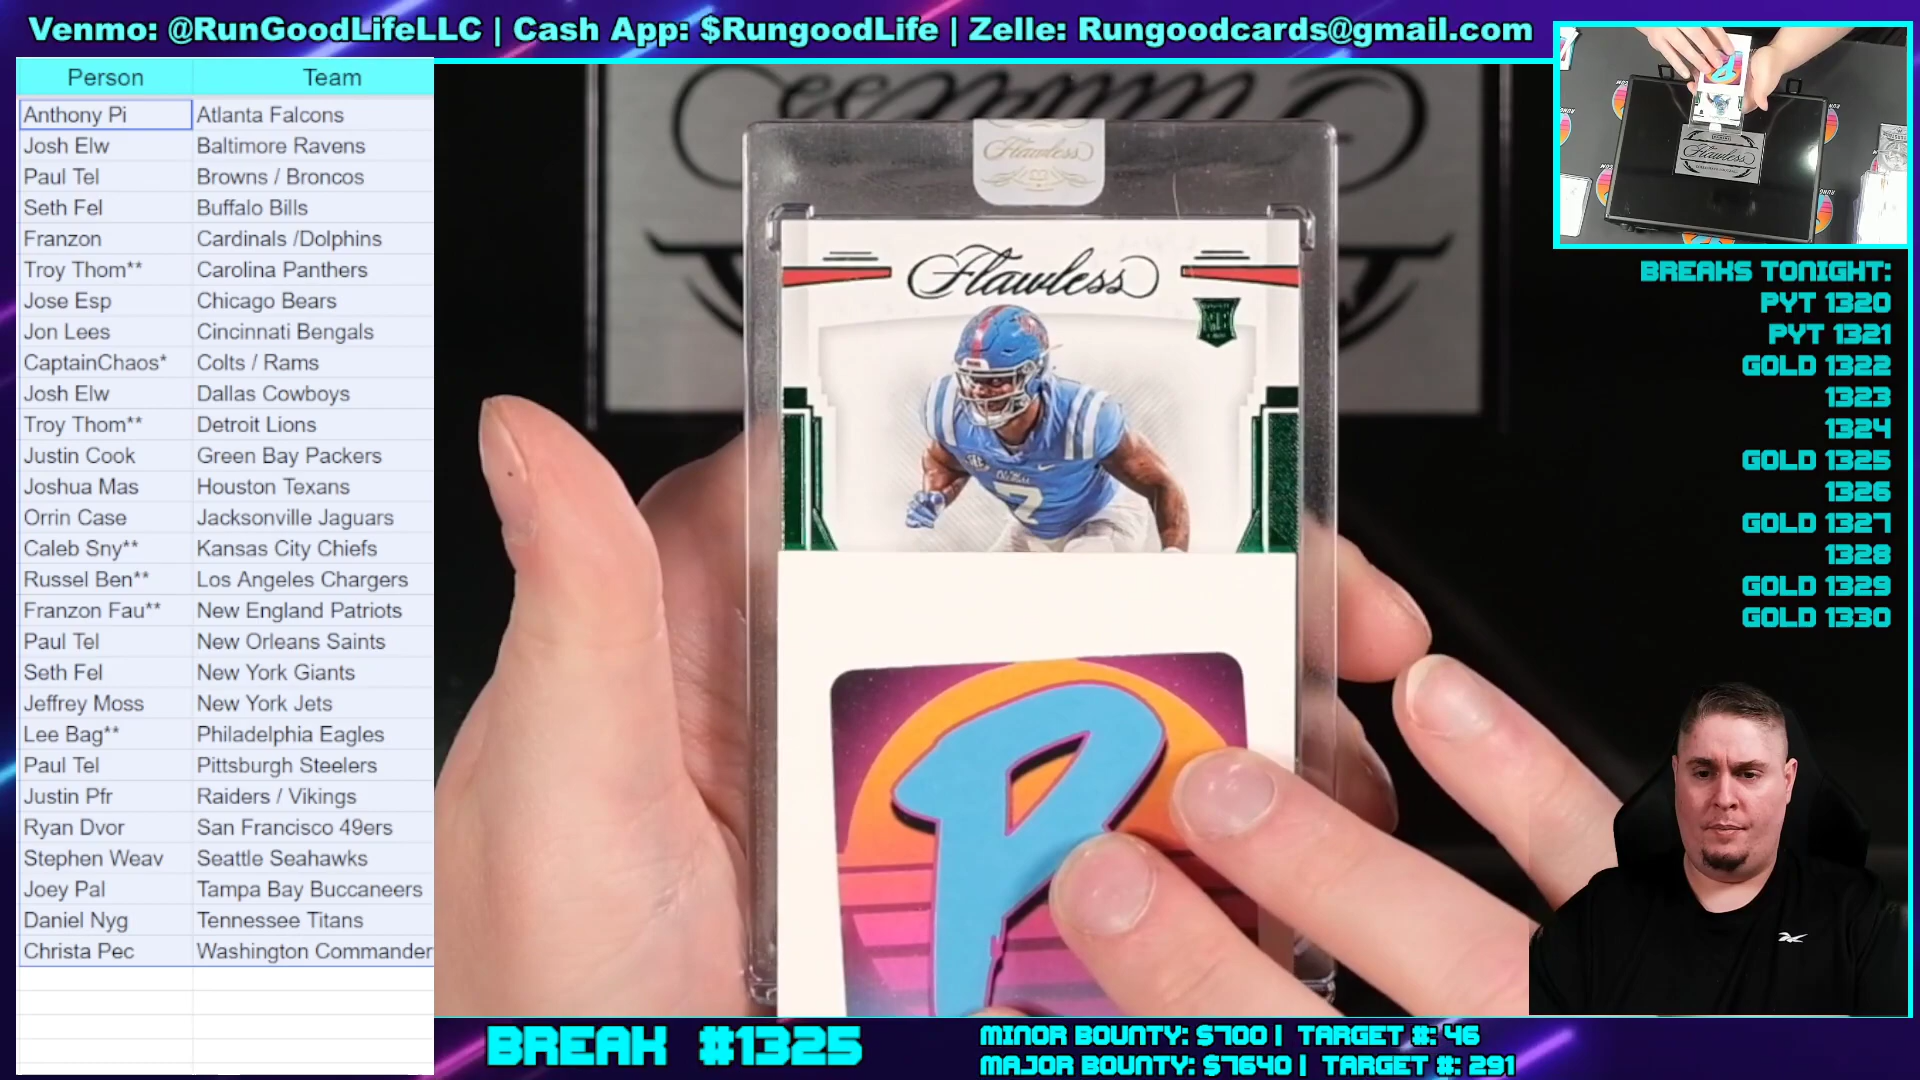 Venmo: @RunGoodLifeLLC | Cash App: $RungoodLife | Zelle: Rungoodcards@gmail.com
Person Team
Anthony Pi Atlanta Falcons
Josh Elw Baltimore Ravens
Paul Tel Browns / Broncos
Seth Fel Buffalo Bills
Franzon Cardinals /Dolphins
Troy Thom** Carolina Panthers
Jose Esp Chicago Bears
Jon Lees Cincinnati Bengals
CaptainChaos* Colts / Rams
Josh Elw Dallas Cowboys
Troy Thom** Detroit Lions
Justin Cook Green Bay Packers
Joshua Mas Houston Texans
Orrin Case Jacksonville Jaguars
Caleb Sny** Kansas City Chiefs
Russel Ben** Los Angeles Chargers
Franzon Fau** New England Patriots
Paul Tel New Orleans Saints
Seth Fel New York Giants
Jeffrey Moss New York Jets
Lee Bag** Philadelphia Eagles
Paul Tel Pittsburgh Steelers
Justin Pfr Raiders / Vikings
Ryan Dvor San Francisco 49ers
Stephen Weav Seattle Seahawks
Joey Pal Tampa Bay Buccaneers
Daniel Nyg Tennessee Titans
Christa Pec Washington Commander
Flawless
Flawless
7
Flawless
BREAKS TONIGHT:
PYT 1320
PYT 1321
GOLD 1322
1323
1324
GOLD 1325
1326
GOLD 1327
1328
GOLD 1329
GOLD 1330
BREAK #1325
MINOR BOUNTY: $700 | TARGET #: 46
MAJOR BOUNTY: $7640 | TARGET #: 291